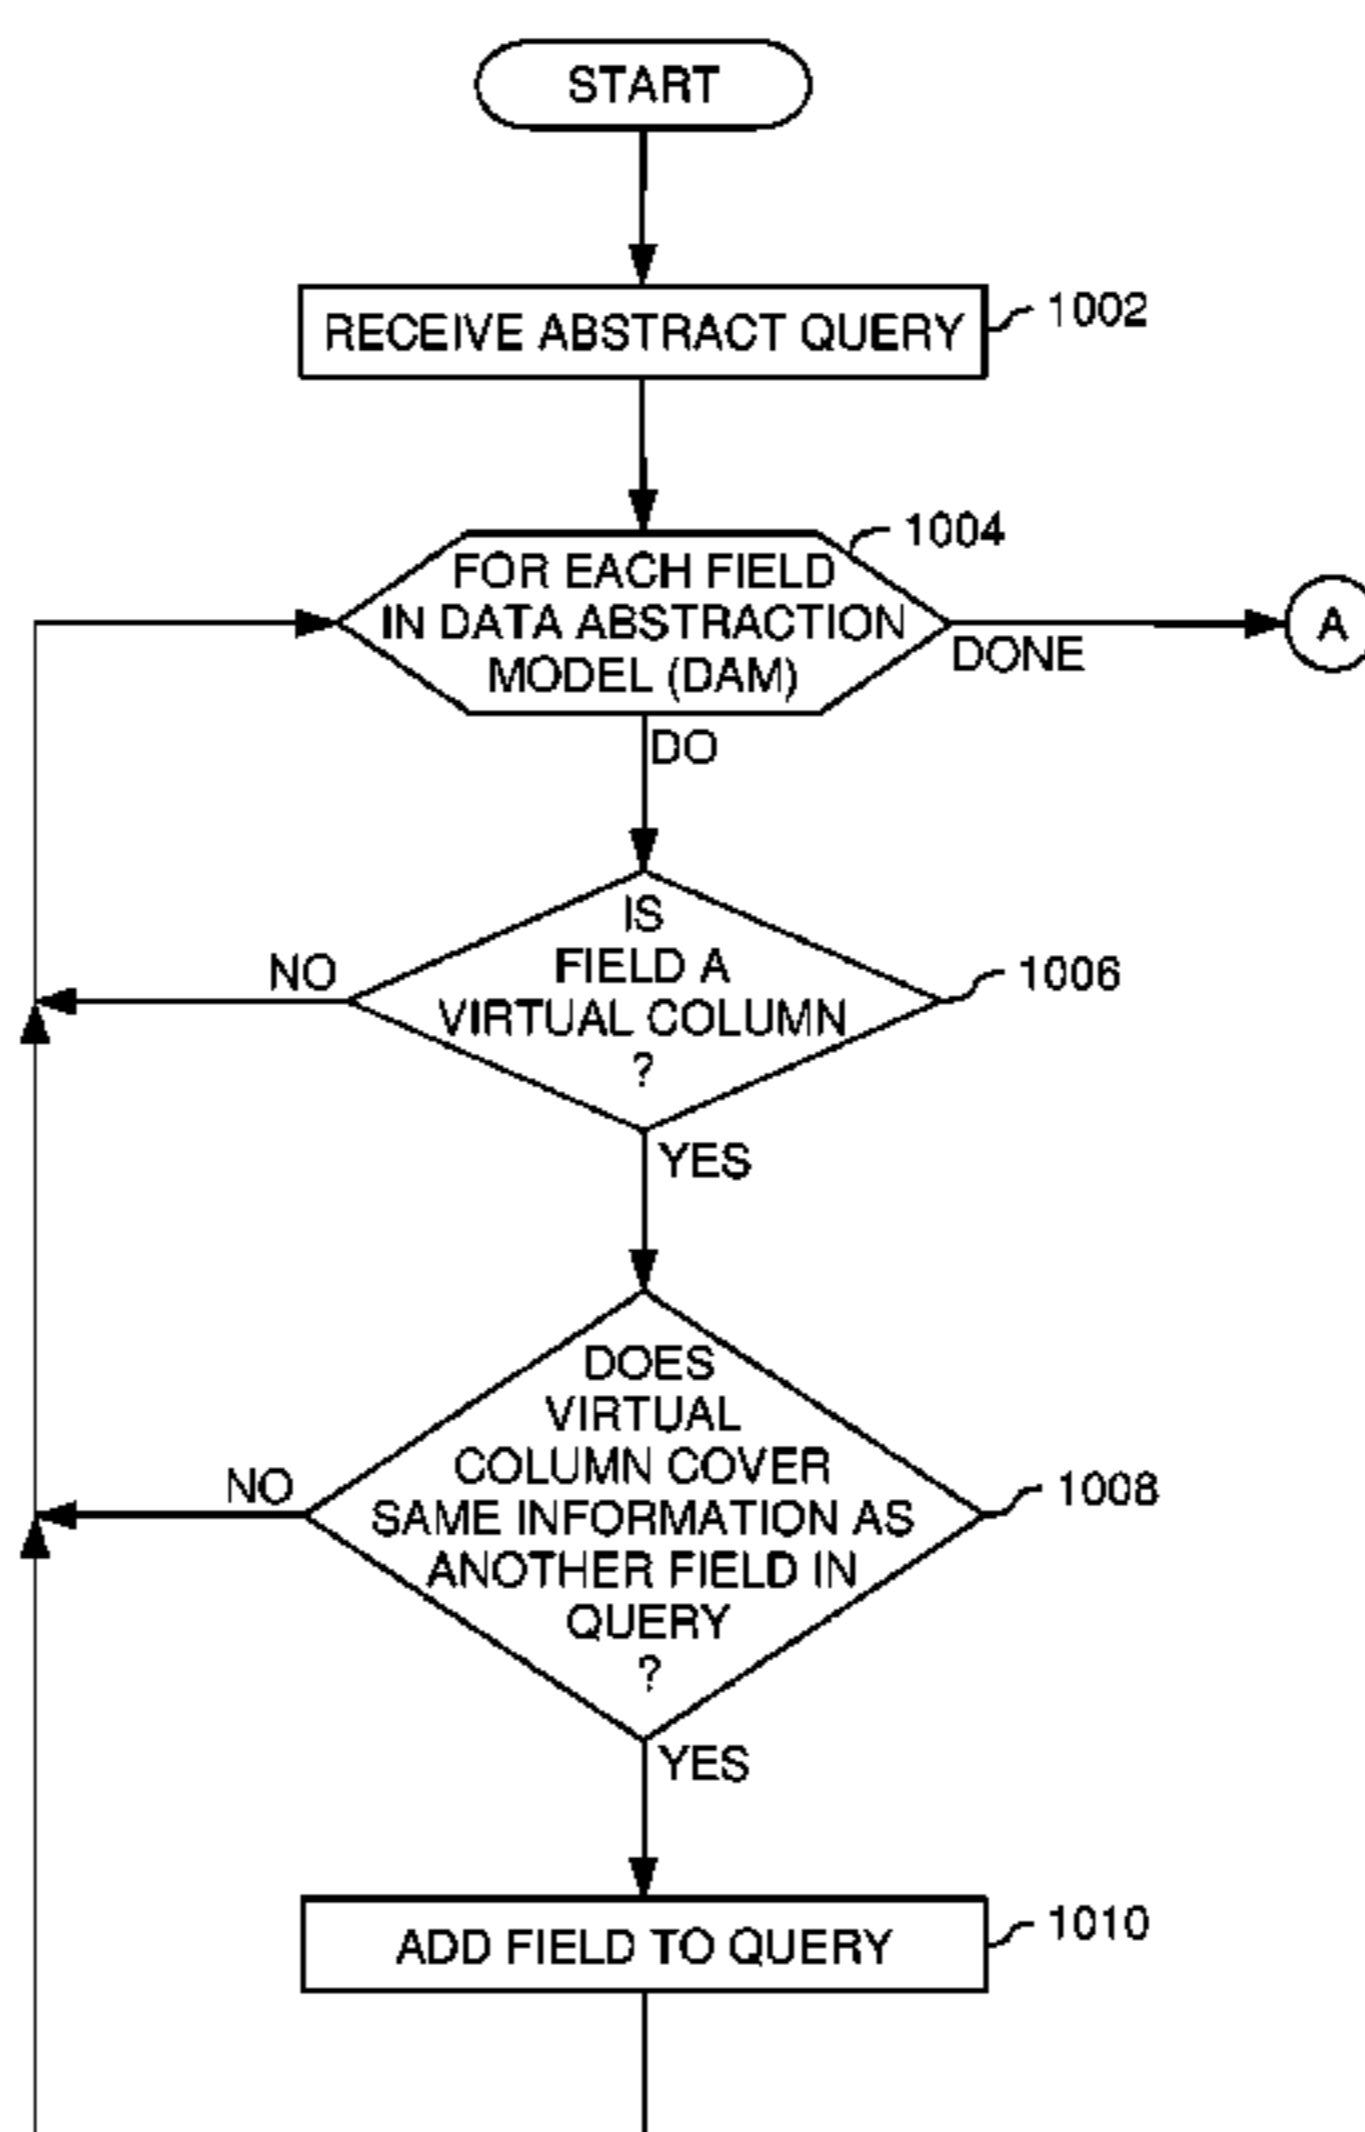 START
RECEIVE ABSTRACT QUERY
1002
1004
FOR EACH FIELD
IN DATA ABSTRACTION
MODEL (DAM)
DONE
A
DO
IS
FIELD A
VIRTUAL COLUMN
?
NO
1006
YES
DOES
VIRTUAL
COLUMN COVER
SAME INFORMATION AS
ANOTHER FIELD IN
QUERY
?
NO
1008
YES
ADD FIELD TO QUERY
1010